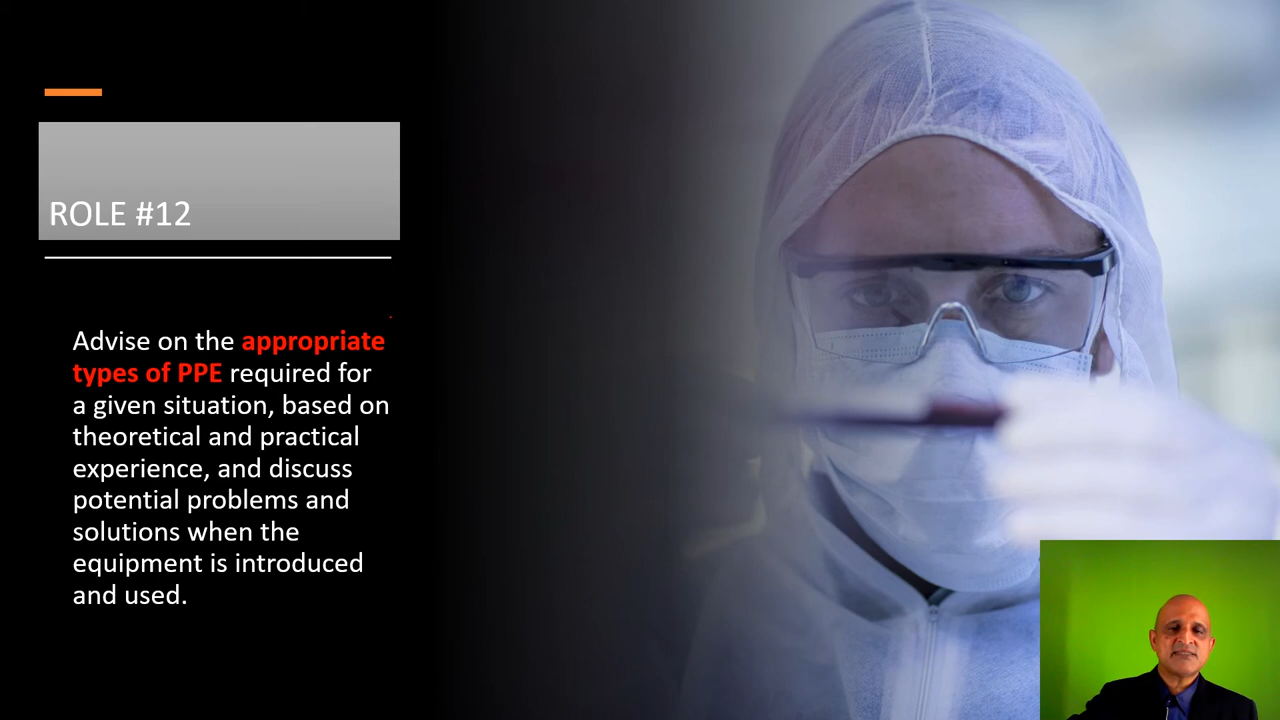 ROLE #12
Advise on the appropriate
types of PPE required for
a given situation, based on
theoretical and practical
experience, and discuss
potential problems and
solutions when the
equipment is introduced
and used.